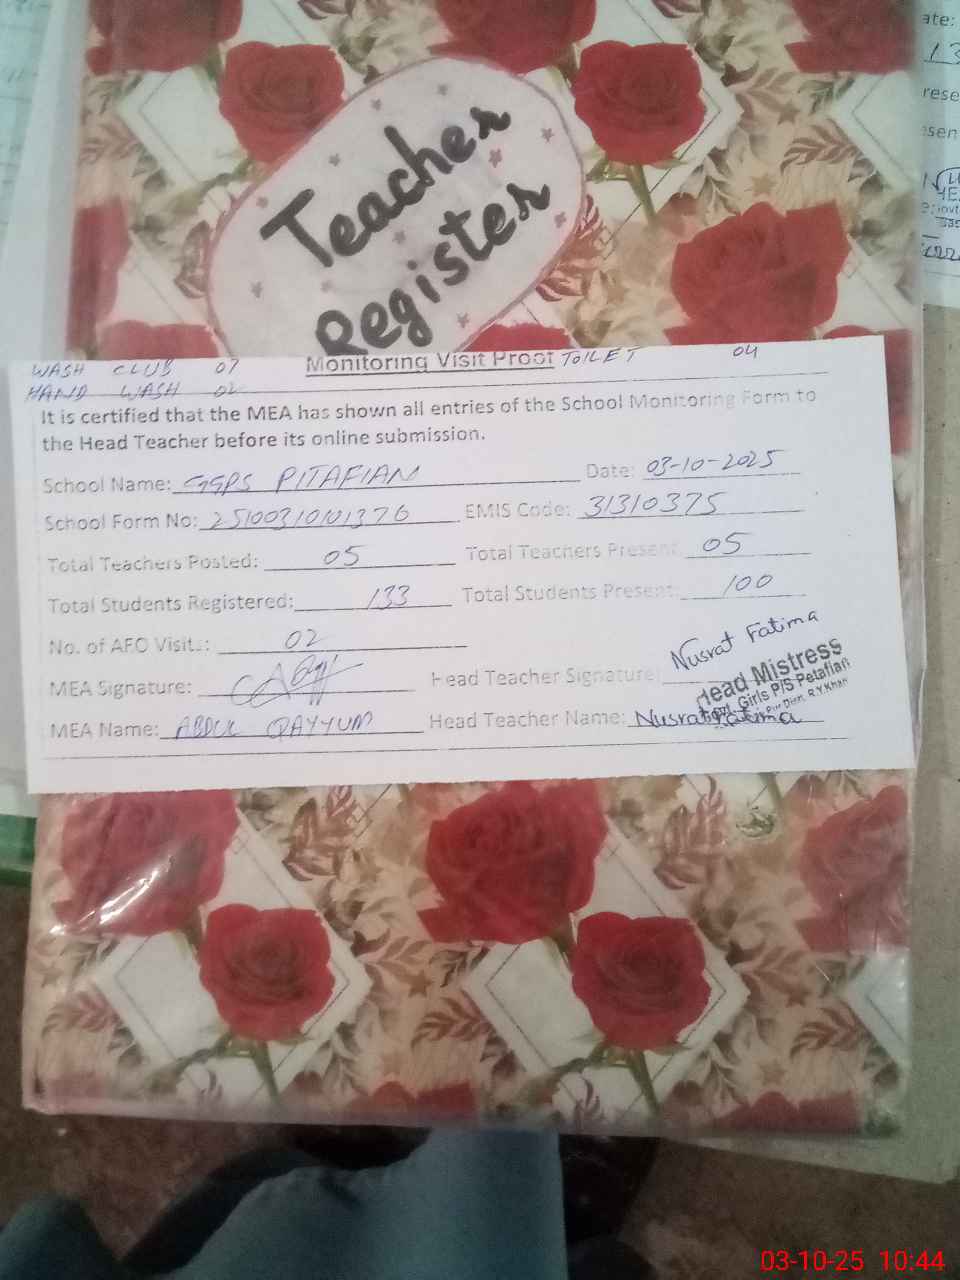 Teacher
Register
WASH CLUB 07 Monitoring Visit Proof TOILET 04
HAND WASH 02
It is certified that the MEA has shown all entries of the School Monitoring Form to
the Head Teacher before its online submission.
School Name: GGPS PITAFIAN Date: 03-10-2025
School Form No: 25100310101376 EMIS Code: 31310375
Total Teachers Posted: 05 Total Teachers Present: 05
Total Students Registered: 133 Total Students Present: 100
No. of AEO Visit: 02
MEA Signature: Head Teacher Signature: Nusrat Fatima
Head Mistress
Girls P/S Petafian
R.Y.Khan
MEA Name: ABDUL QAYYUM Head Teacher Name: Nusrat Fatima
03-10-25 10:44